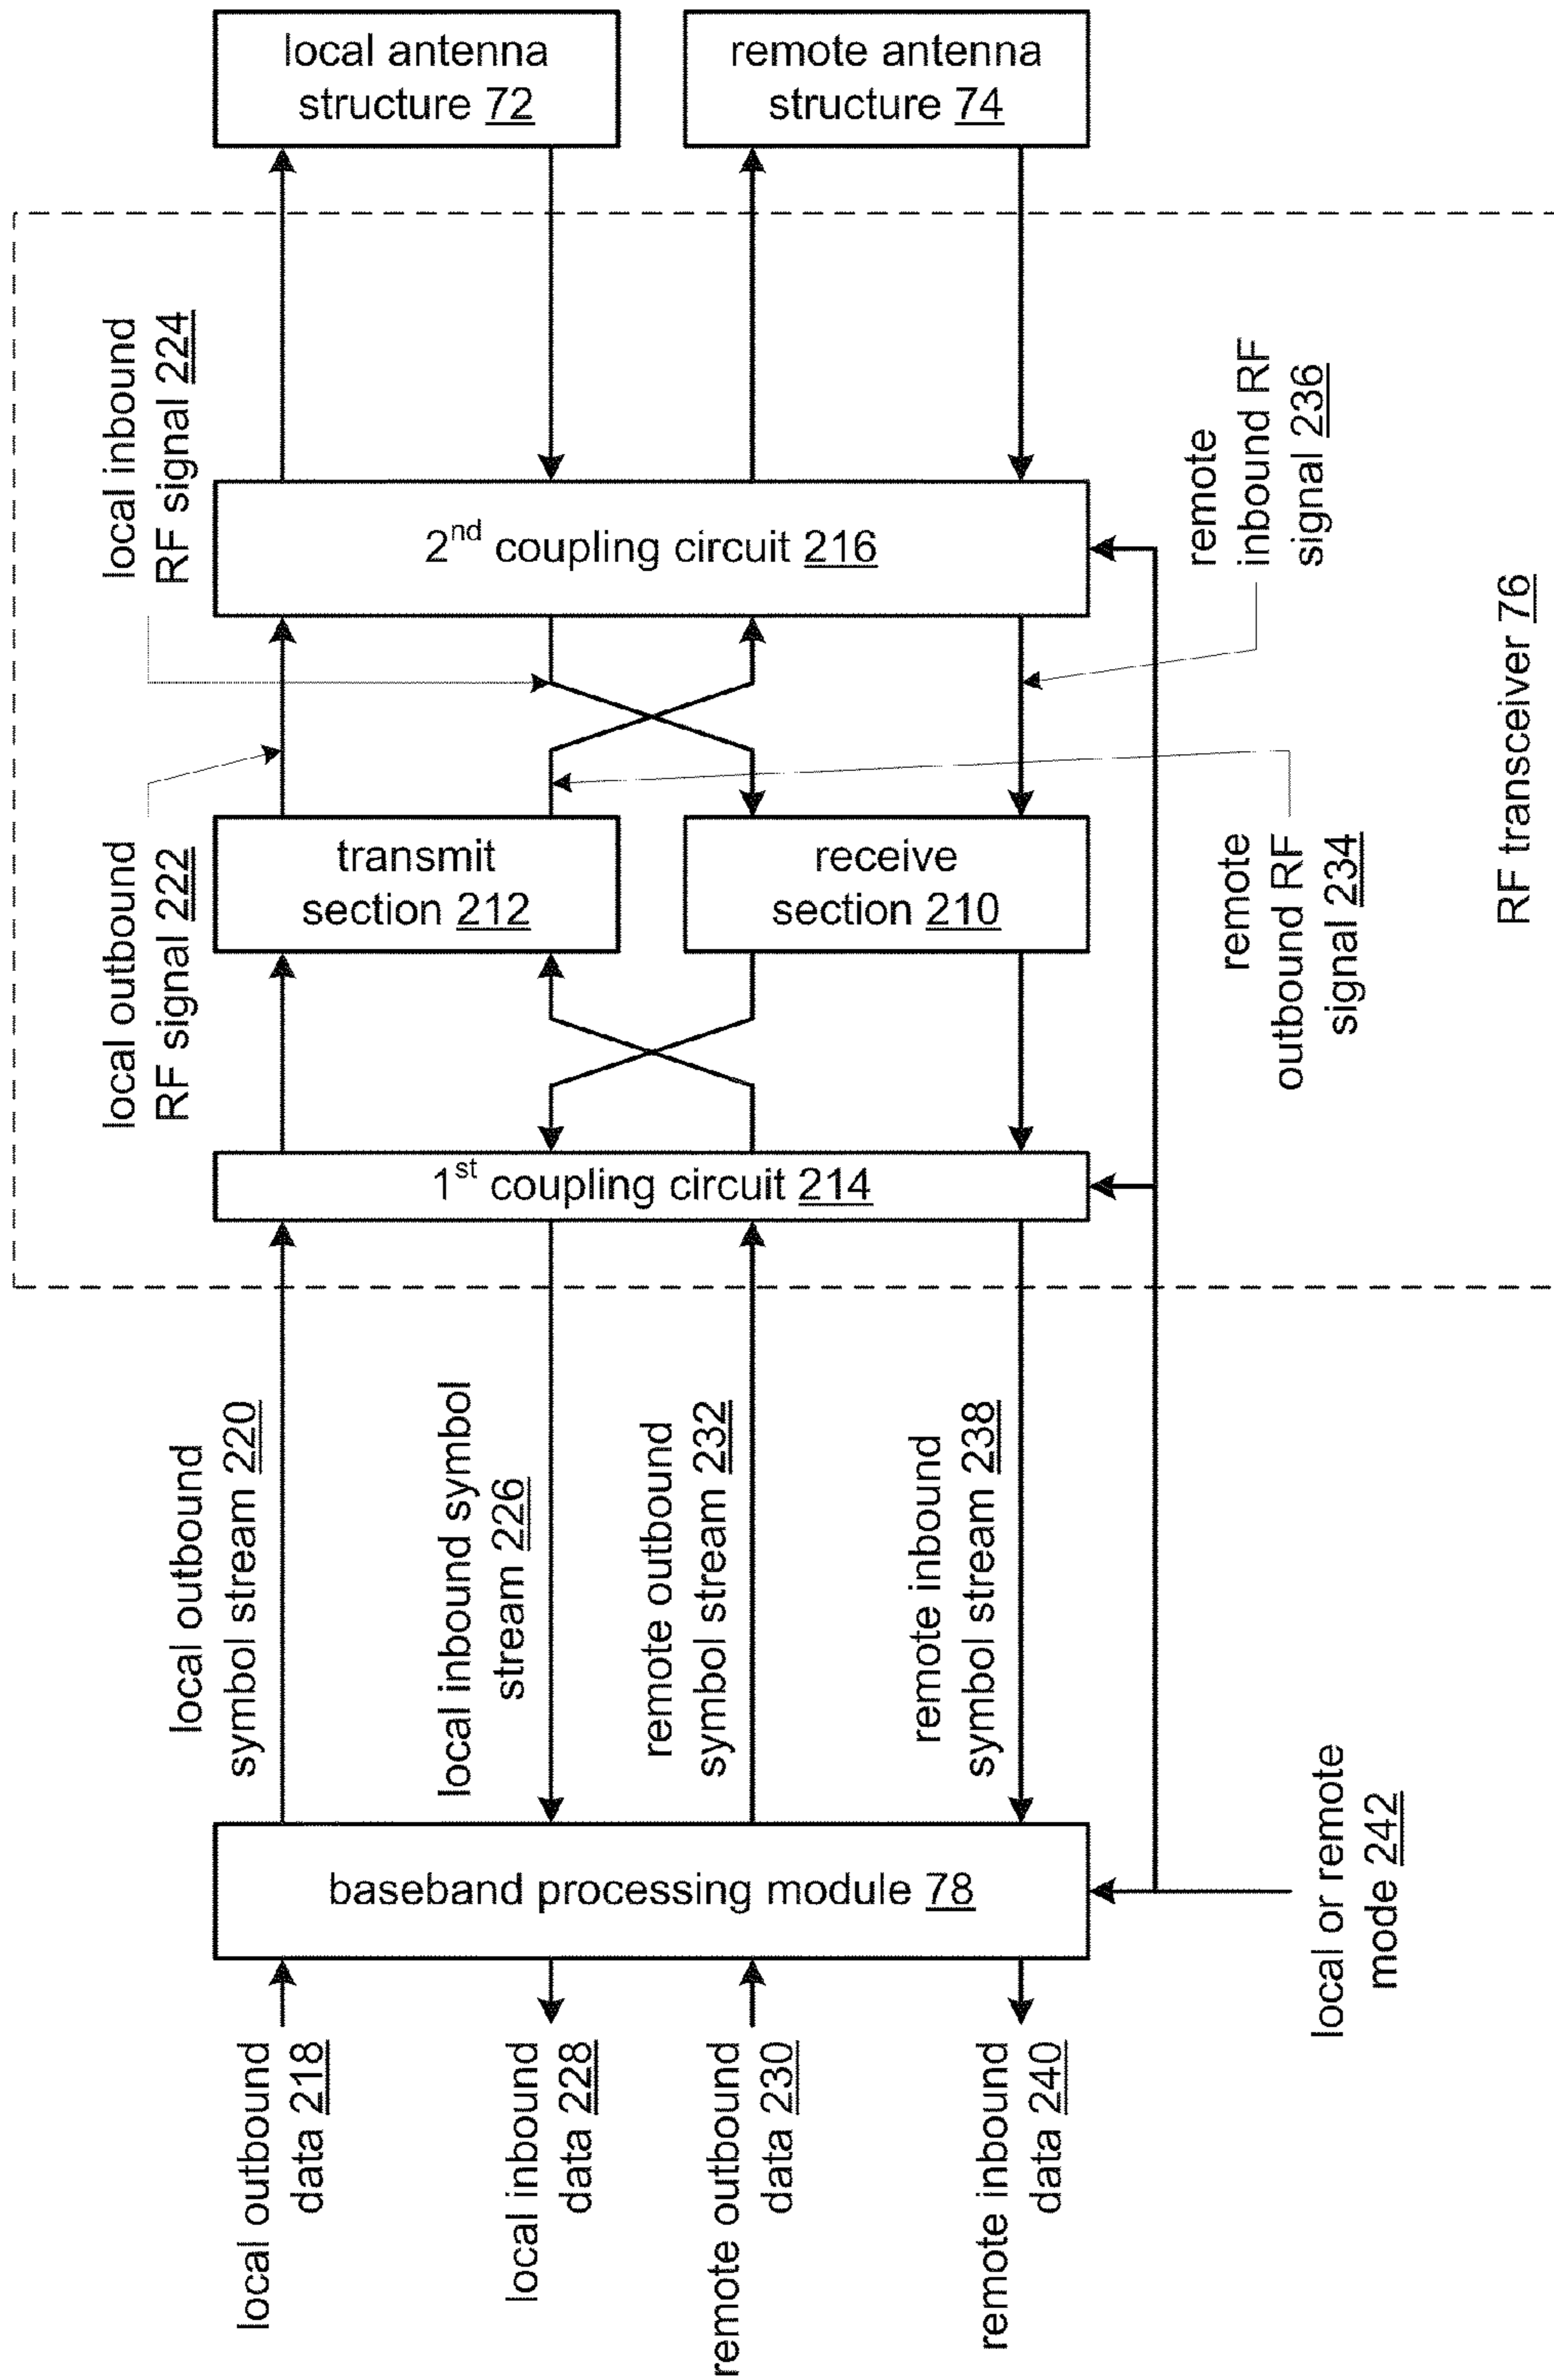 local antenna
structure 72
remote antenna
structure 74
local inbound
RF signal 224
2nd coupling circuit 216
remote
inbound RF
signal 236
local outbound
RF signal 222
transmit
section 212
receive
section 210
remote
outbound RF
signal 234
RF transceiver 76
1st coupling circuit 214
local outbound
symbol stream 220
local inbound symbol
stream 226
remote outbound
symbol stream 232
remote inbound
symbol stream 238
baseband processing module 78
local or remote
mode 242
local outbound
data 218
local inbound
data 228
remote outbound
data 230
remote inbound
data 240